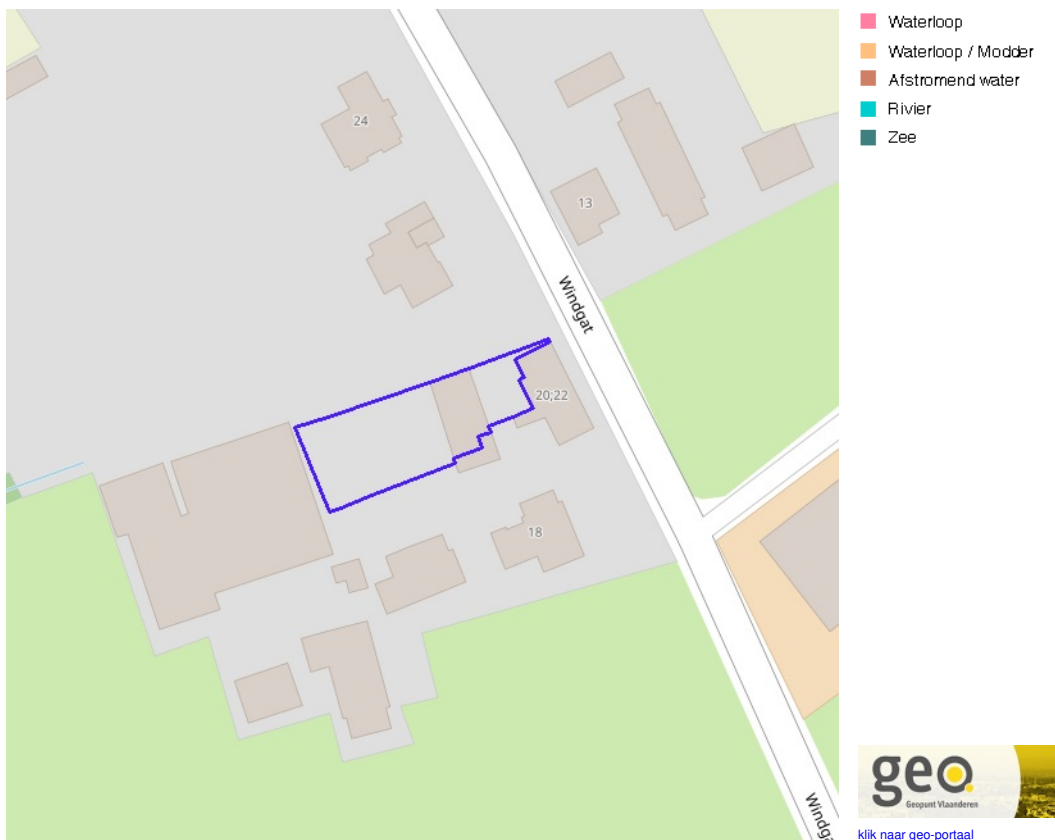 Waterloop
Waterloop / Modder
Afstromend water
Rivier
Zee
24
13
Windgat
20;22
18
geo
Geopunt Vlaanderen
klik naar geo-portaal